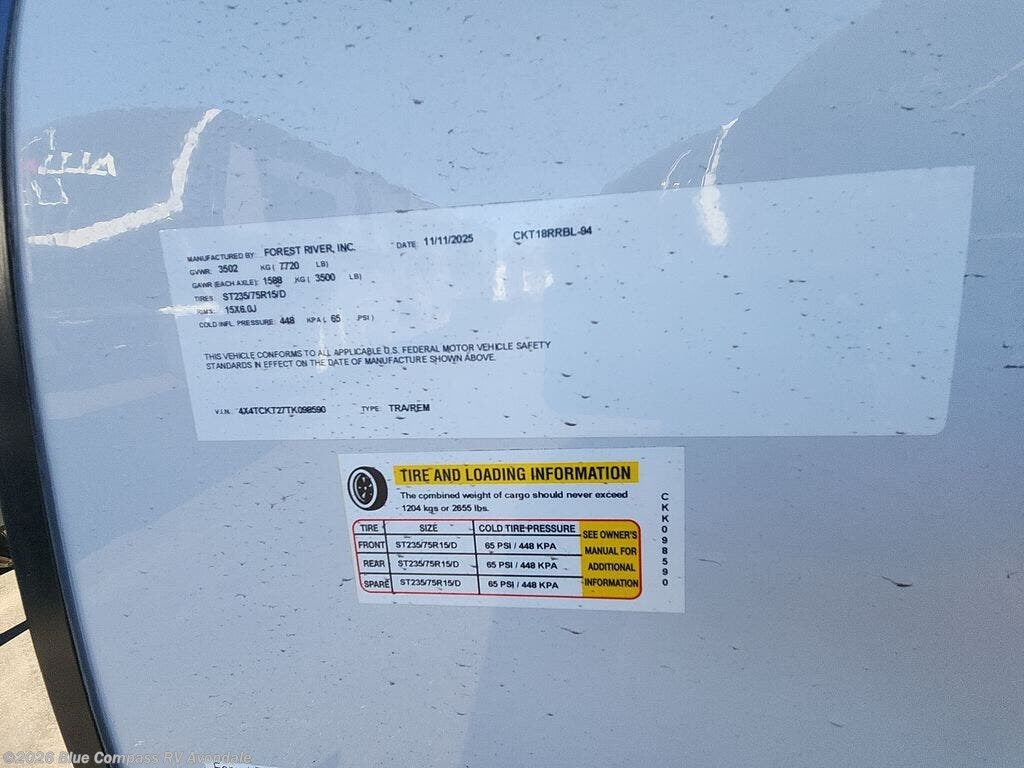 MANUFACTURED BY: FOREST RIVER, INC. DATE: 11/11/2025 CKT18RRBL-94
GVWR: 3502 KG ( 7720 LB)
GAWR (EACH AXLE): 1588 KG ( 3500 LB)
TIRES: ST235/75R15/D
RIMS: 15X6.0J
COLD INFL. PRESSURE: 448 KPA ( 65 PSI )
THIS VEHICLE CONFORMS TO ALL APPLICABLE U.S. FEDERAL MOTOR VEHICLE SAFETY
STANDARDS IN EFFECT ON THE DATE OF MANUFACTURE SHOWN ABOVE.
V.I.N.: 4X4TCKT27TK098590 TYPE: TRA/REM
TIRE AND LOADING INFORMATION
The combined weight of cargo should never exceed
1204 kgs or 2655 lbs.
TIRE SIZE COLD TIRE PRESSURE
FRONT ST235/75R15/D 65 PSI / 448 KPA
REAR ST235/75R15/D 65 PSI / 448 KPA
SPARE ST235/75R15/D 65 PSI / 448 KPA
SEE OWNER'S
MANUAL FOR
ADDITIONAL
INFORMATION
CKK098590
©2026 Blue Compass RV Avondale